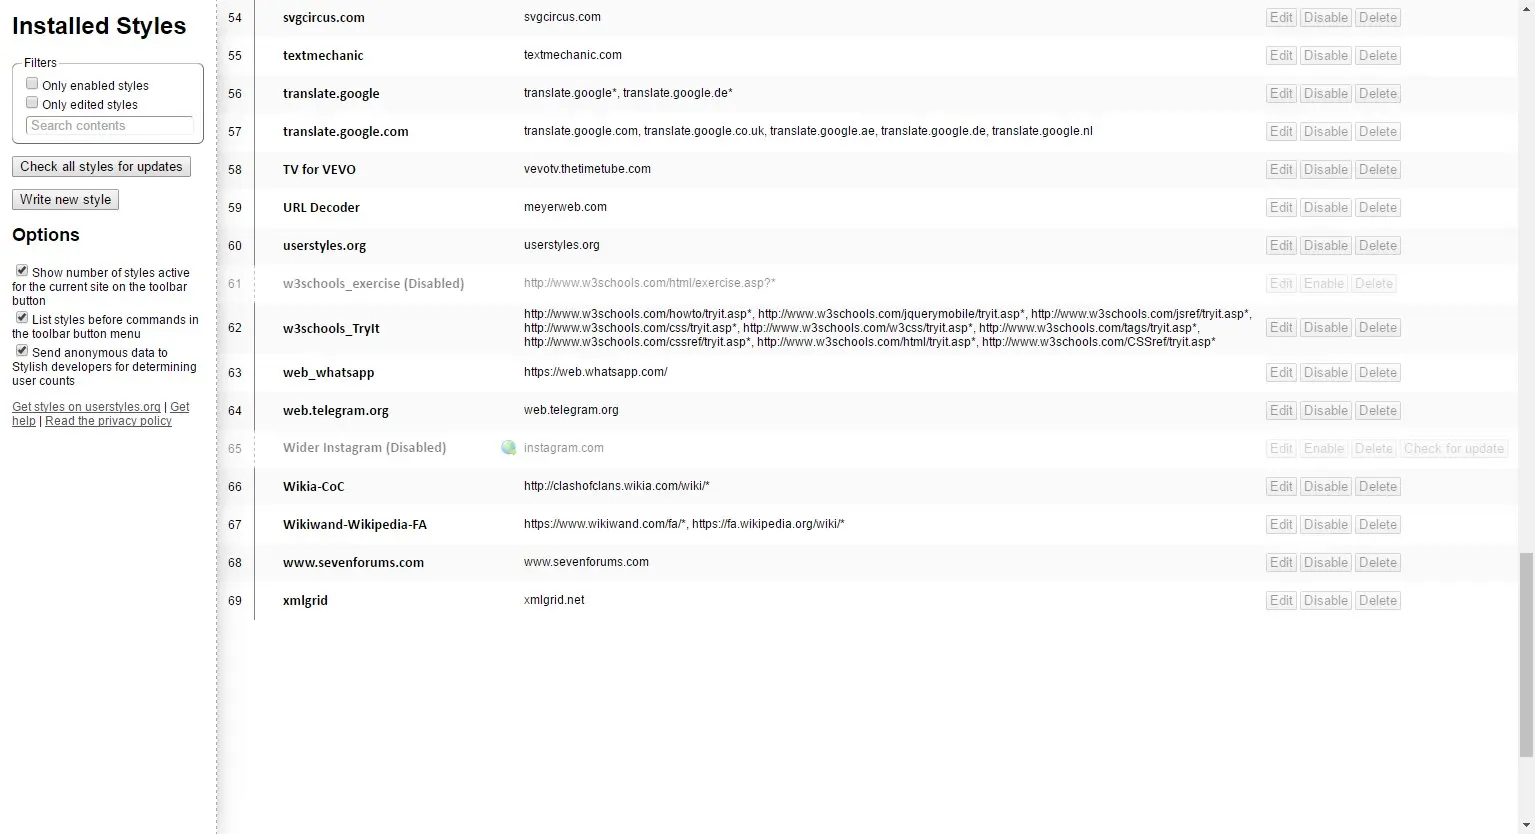 Installed Styles
Filters
Only enabled styles
Only edited styles
Search contents
Check all styles for updates
Write new style
Options
Show number of styles active
for the current site on the toolbar
button
List styles before commands in
the toolbar button menu
Send anonymous data to
Stylish developers for determining
user counts
Get styles on userstyles.org | Get
help | Read the privacy policy
54 svgcircus.com svgcircus.com Edit Disable Delete
55 textmechanic textmechanic.com Edit Disable Delete
56 translate.google translate.google*, translate.google.de* Edit Disable Delete
57 translate.google.com translate.google.com, translate.google.co.uk, translate.google.ae, translate.google.de, translate.google.nl Edit Disable Delete
58 TV for VEVO vevotv.thetimetube.com Edit Disable Delete
59 URL Decoder meyerweb.com Edit Disable Delete
60 userstyles.org userstyles.org Edit Disable Delete
61 w3schools_exercise (Disabled) http://www.w3schools.com/html/exercise.asp?* Edit Enable Delete
http://www.w3schools.com/howto/tryit.asp*, http://www.w3schools.com/jquerymobile/tryit.asp*, http://www.w3schools.com/jsref/tryit.asp*,
62 w3schools_TryIt http://www.w3schools.com/css/tryit.asp*, http://www.w3schools.com/w3css/tryit.asp*, http://www.w3schools.com/tags/tryit.asp*, Edit Disable Delete
http://www.w3schools.com/cssref/tryit.asp*, http://www.w3schools.com/html/tryit.asp*, http://www.w3schools.com/CSSref/tryit.asp*
63 web_whatsapp https://web.whatsapp.com/ Edit Disable Delete
64 web.telegram.org web.telegram.org Edit Disable Delete
65 Wider Instagram (Disabled) instagram.com Edit Enable Delete Check for update
66 Wikia-CoC http://clashofclans.wikia.com/wiki/* Edit Disable Delete
67 Wikiwand-Wikipedia-FA https://www.wikiwand.com/fa/*, https://fa.wikipedia.org/wiki/* Edit Disable Delete
68 www.sevenforums.com www.sevenforums.com Edit Disable Delete
69 xmlgrid xmlgrid.net Edit Disable Delete